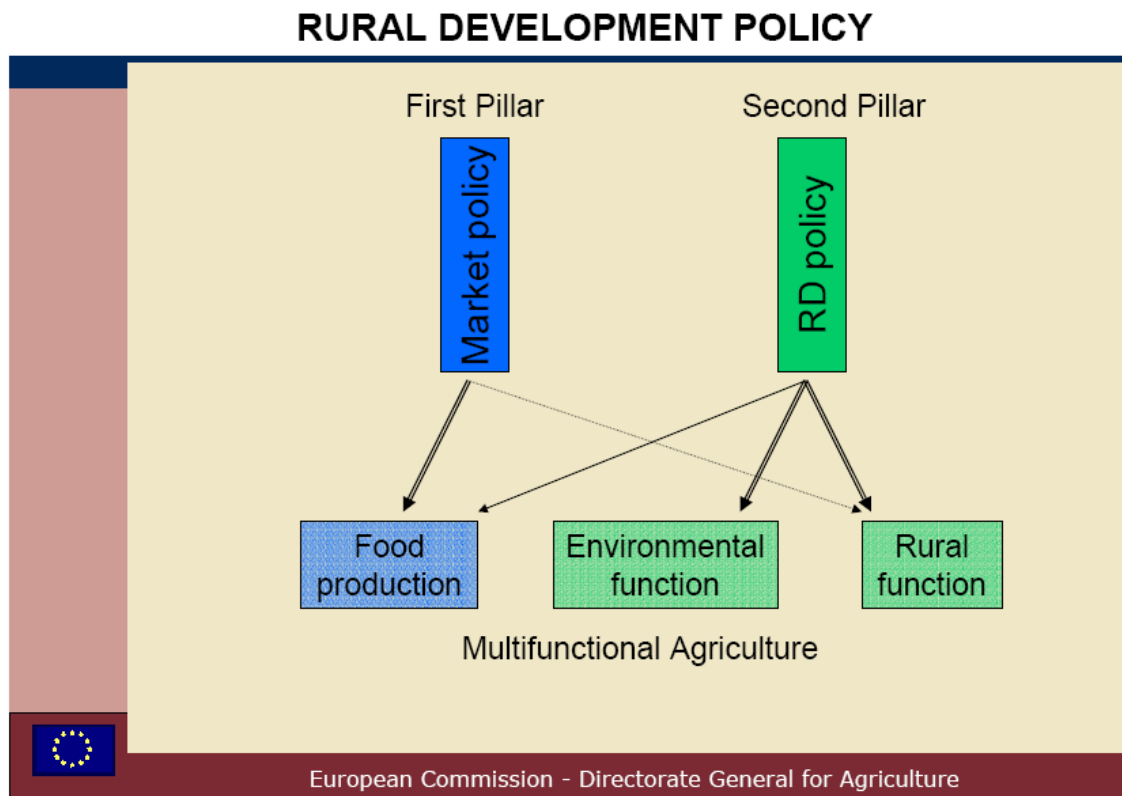 RURAL DEVELOPMENT POLICY
First Pillar
Second Pillar
Market policy
RD policy
Food
production
Environmental
function
Rural
function
Multifunctional Agriculture
European Commission - Directorate General for Agriculture